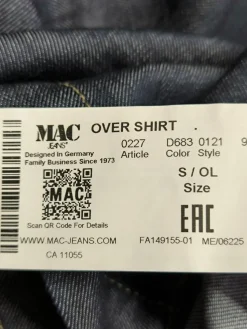 MAC
JEANS
OVER SHIRT .
Designed In Germany
Family Business Since 1973
0227 D683 0121 9
Article Color Style
S / OL
Size
MAC
EAC
Scan QR Code For Details
WWW.MAC-JEANS.COM FA149155-01 ME/06225
CA 11055